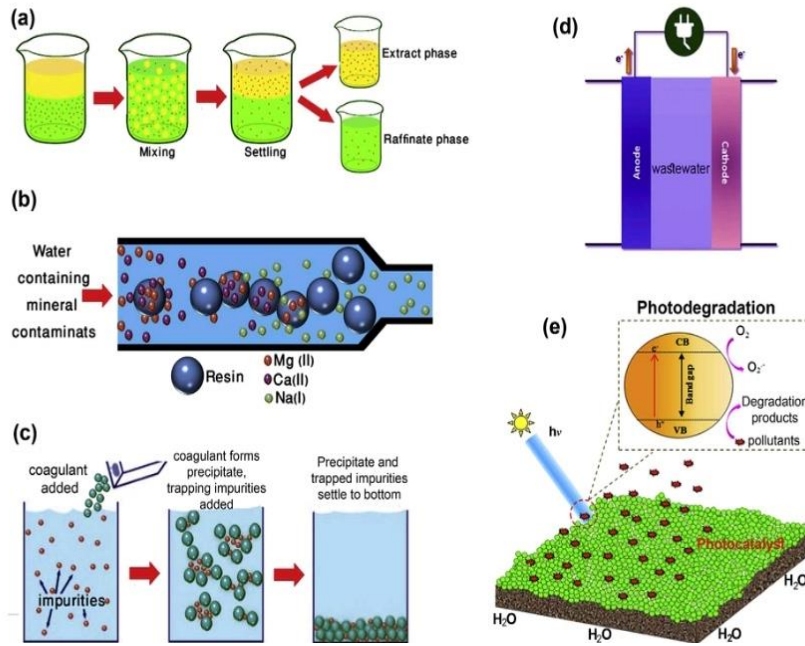 (a)
Extract phase
Mixing
Settling
Raffinate phase
(b)
Water
containing
mineral
contaminats
Resin
Mg (II)
Ca(II)
Na(I)
(c)
coagulant
added
impurities
coagulant forms
precipitate,
trapping impurities
added
Precipitate and
trapped impurities
settle to bottom
(d)
e-
e-
Anode
wastewater
Cathode
(e)
Photodegradation
CB
e-
Band gap
h+
VB
O2
O2.-
Degradation
products
pollutants
hν
Photocatalyst
H2O
H2O
H2O
H2O